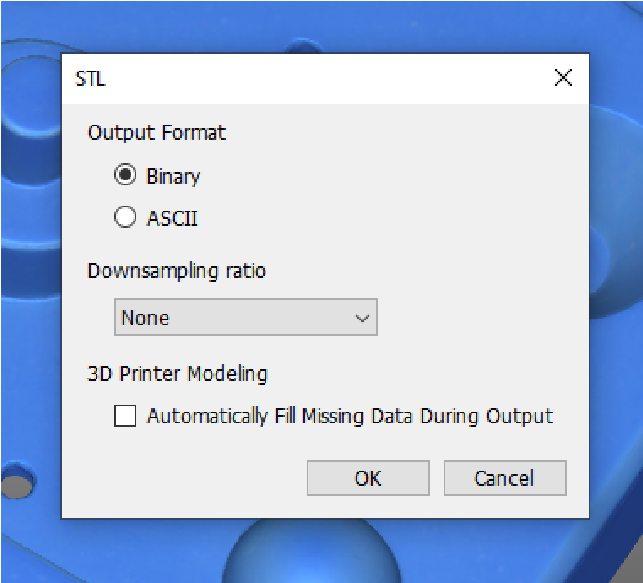 STL
Output Format
Binary
ASCII
Downsampling ratio
None
3D Printer Modeling
Automatically Fill Missing Data During Output
OK Cancel